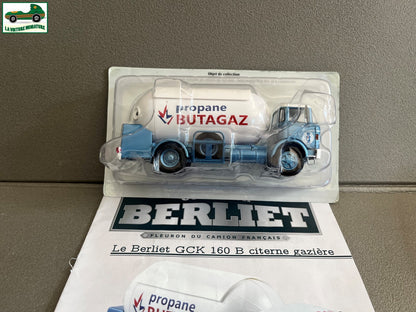 LA VOITURE MINIATURE
Objet de collection
propane
BUTAGAZ
BERLIET
FLEURON DU CAMION FRANÇAIS
Le Berliet GCK 160 B citerne gazière
propane
BUTAGAZ